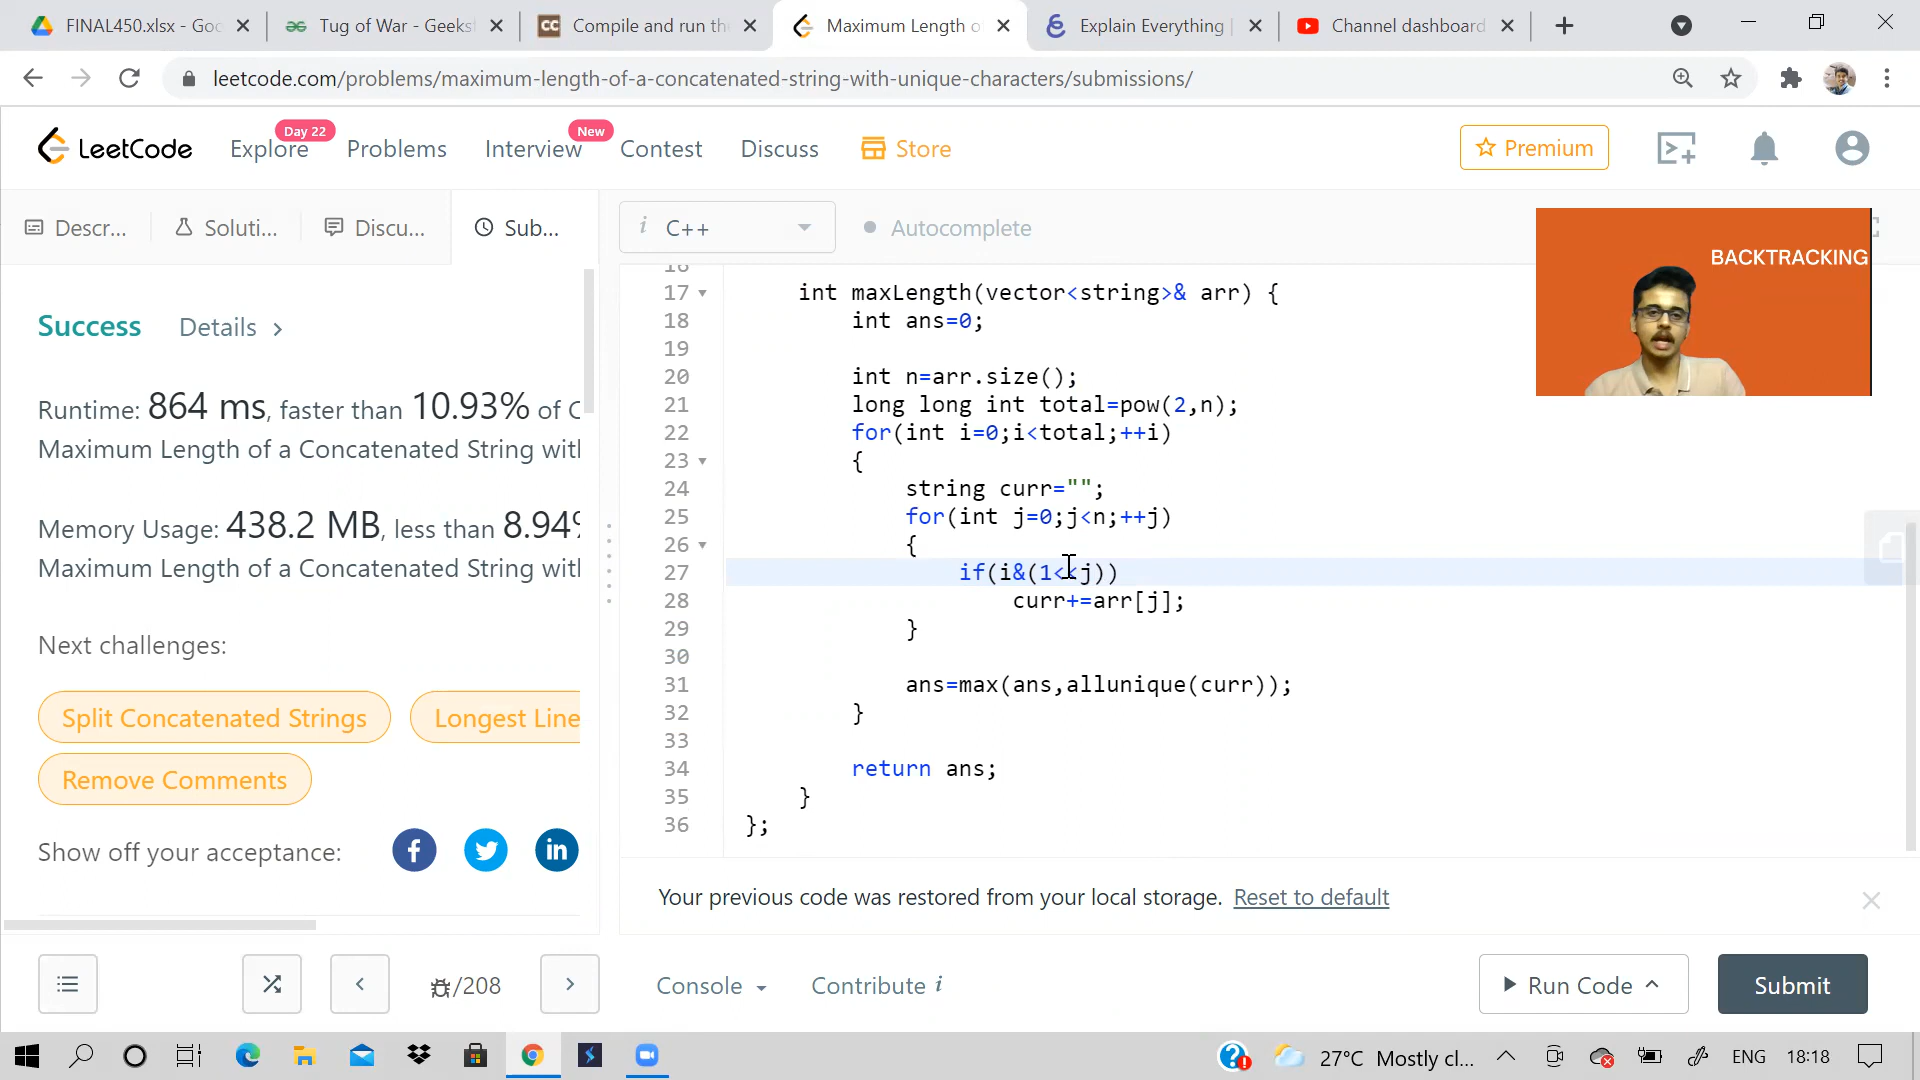 FINAL450.xlsx - Goo
Tug of War - Geeks
Compile and run the
Maximum Length o
Explain Everything |
Channel dashboard
leetcode.com/problems/maximum-length-of-a-concatenated-string-with-unique-characters/submissions/
LeetCode
Explore
Day 22
Problems
Interview
New
Contest
Discuss
Store
Premium
Descr...
Soluti...
Discu...
Sub...
i C++
Autocomplete
BACKTRACKING
Success
Details
Runtime: 864 ms, faster than 10.93% of C
Maximum Length of a Concatenated String with
Memory Usage: 438.2 MB, less than 8.94%
Maximum Length of a Concatenated String with
Next challenges:
Split Concatenated Strings
Longest Line
Remove Comments
Show off your acceptance:
16
17 int maxLength(vector<string>& arr) {
18 int ans=0;
19
20 int n=arr.size();
21 long long int total=pow(2,n);
22 for(int i=0;i<total;++i)
23 {
24 string curr="";
25 for(int j=0;j<n;++j)
26 {
27 if(i&(1<<j))
28 curr+=arr[j];
29 }
30
31 ans=max(ans,allunique(curr));
32 }
33
34 return ans;
35 }
36 };
Your previous code was restored from your local storage. Reset to default
/208
Console
Contribute i
Run Code
Submit
27°C Mostly cl...
ENG
18:18